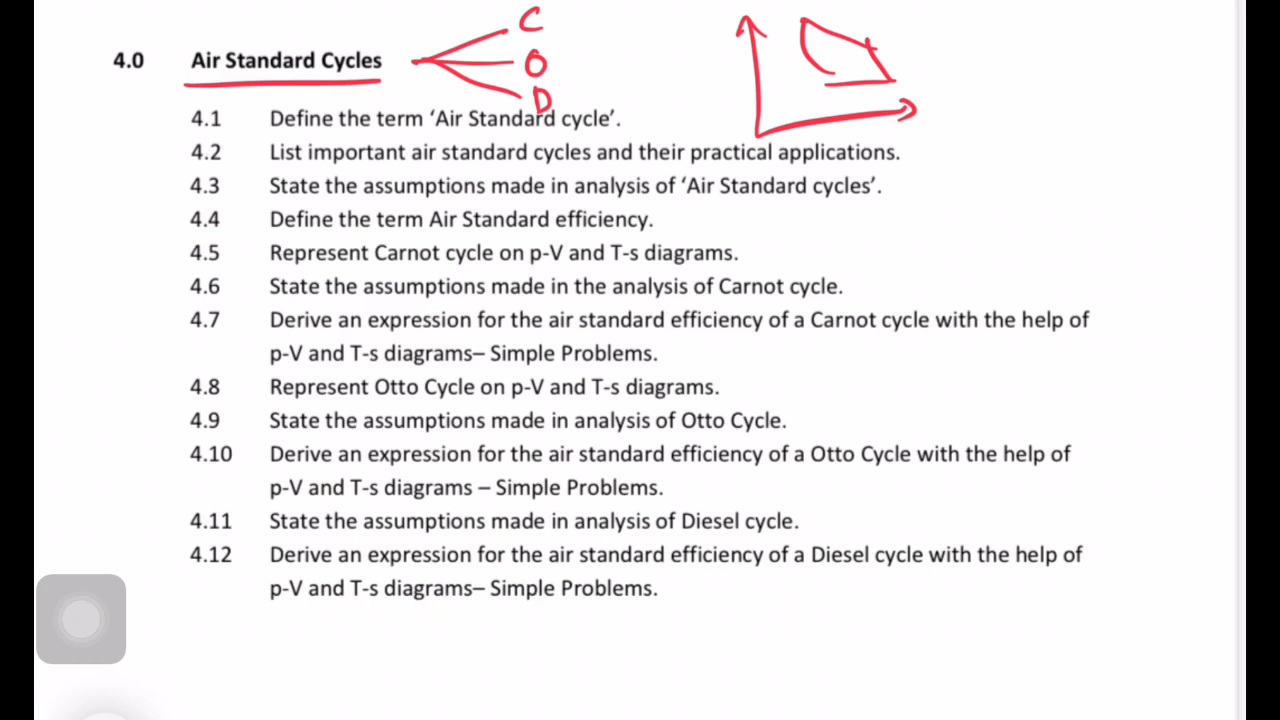 C
4.0 Air Standard Cycles O
D
4.1 Define the term ‘Air Standard cycle’.
4.2 List important air standard cycles and their practical applications.
4.3 State the assumptions made in analysis of ‘Air Standard cycles’.
4.4 Define the term Air Standard efficiency.
4.5 Represent Carnot cycle on p-V and T-s diagrams.
4.6 State the assumptions made in the analysis of Carnot cycle.
4.7 Derive an expression for the air standard efficiency of a Carnot cycle with the help of
p-V and T-s diagrams– Simple Problems.
4.8 Represent Otto Cycle on p-V and T-s diagrams.
4.9 State the assumptions made in analysis of Otto Cycle.
4.10 Derive an expression for the air standard efficiency of a Otto Cycle with the help of
p-V and T-s diagrams – Simple Problems.
4.11 State the assumptions made in analysis of Diesel cycle.
4.12 Derive an expression for the air standard efficiency of a Diesel cycle with the help of
p-V and T-s diagrams– Simple Problems.